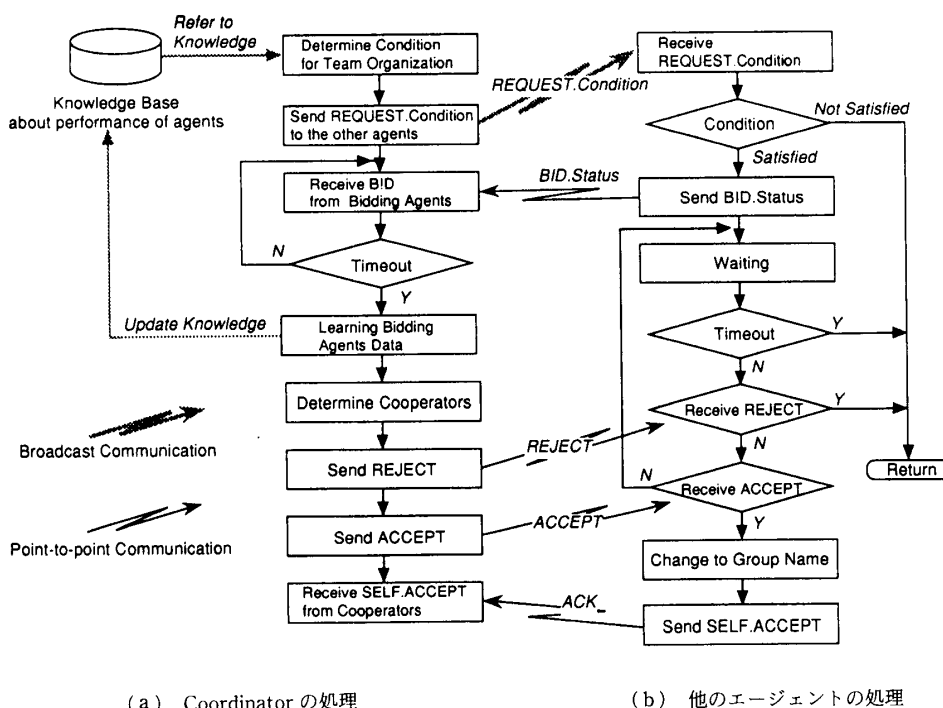 Refer to
Knowledge
Knowledge Base
about performance of agents
Determine Condition
for Team Organization
Send REQUEST.Condition
to the other agents
REQUEST.Condition
Receive BID
from Bidding Agents
BID.Status
N
Timeout
Y
Update Knowledge
Learning Bidding
Agents Data
Determine Cooperators
Broadcast Communication
Send REJECT
REJECT
Send ACCEPT
ACCEPT
Point-to-point Communication
Receive SELF.ACCEPT
from Cooperators
ACK_
Receive
REQUEST.Condition
Condition
Not Satisfied
Satisfied
Send BID.Status
Waiting
Timeout
Y
N
Receive REJECT
Y
N
N
Receive ACCEPT
Return
Y
Change to Group Name
Send SELF.ACCEPT
(a) Coordinator の処理
(b) 他のエージェントの処理